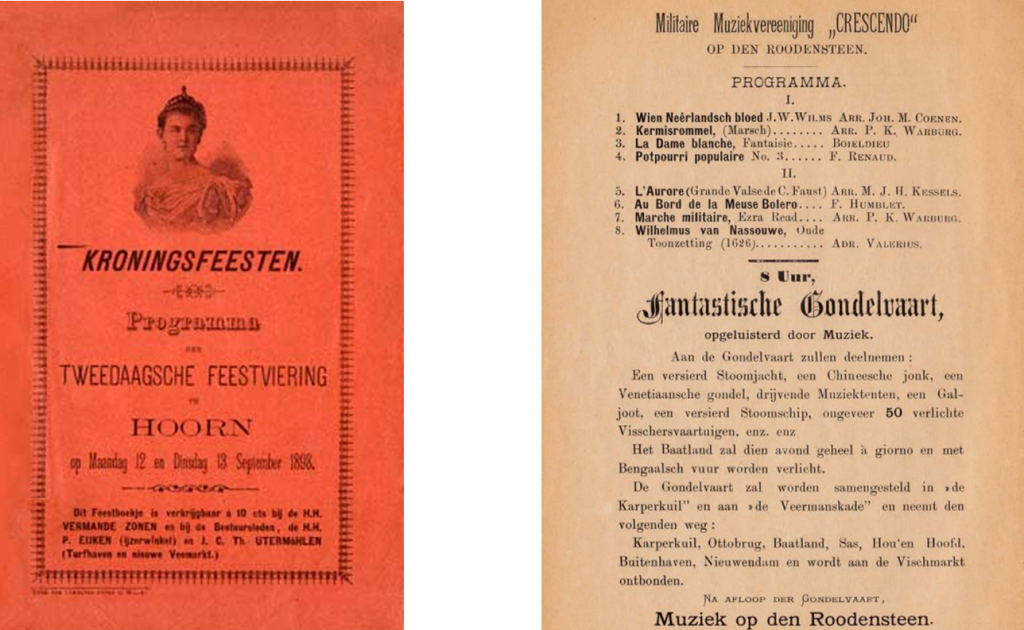 KRONINGSFEESTEN.
Programma
DER
TWEEDAAGSCHE FEESTVIERING
TE
HOORN
op Maandag 12 en Dinsdag 13 September 1898.
Dit Feestboekje is verkrijgbaar à 10 cts bij de H.H.
VERMANDE ZONEN en bij de Bestuursleden, de H.H.
P. EIJKEN (ijzerwinkel) en J. C. Th. UTERMÖHLEN
(Turfhaven en nieuwe Veemarkt.)
Militaire Muziekvereeniging „CRESCENDO"
OP DEN ROODENSTEEN.
PROGRAMMA.
I.
1. Wien Neêrlandsch bloed J.W.WILMS ARR. JOH. M. COENEN.
2. Kermisrommel, (Marsch)........ ARR. P. K. WARBURG.
3. La Dame blanche, Fantaisie..... BOIELDIEU
4. Potpourri populaire No. 3...... F. RENAUD.
II.
5. L'Aurore (Grande Valse de C. Faust) ARR. M. J. H. KESSELS.
6. Au Bord de la Meuse Bolero.... F. HUMBLET.
7. Marche militaire, Ezra Read.... ARR. P. K. WARBURG.
8. Wilhelmus van Nassouwe, Oude
Toonzetting (1626)........... ADR. VALERIUS.
8 Uur,
Fantastische Gondelvaart,
opgeluisterd door Muziek.
Aan de Gondelvaart zullen deelnemen :
Een versierd Stoomjacht, een Chineesche jonk, een
Venetiaansche gondel, drijvende Muziektenten, een Gal-
joot, een versierd Stoomschip, ongeveer 50 verlichte
Visschersvaartuigen, enz. enz
Het Baatland zal dien avond geheel à giorno en met
Bengaalsch vuur worden verlicht.
De Gondelvaart zal worden samengesteld in »de
Karperkuil" en aan »de Veermanskade" en neemt den
volgenden weg :
Karperkuil, Ottobrug, Baatland, Sas, Hou'en Hoofd,
Buitenhaven, Nieuwendam en wordt aan de Vischmarkt
ontbonden.
NA AFLOOP DER GONDELVAART,
Muziek op den Roodensteen.